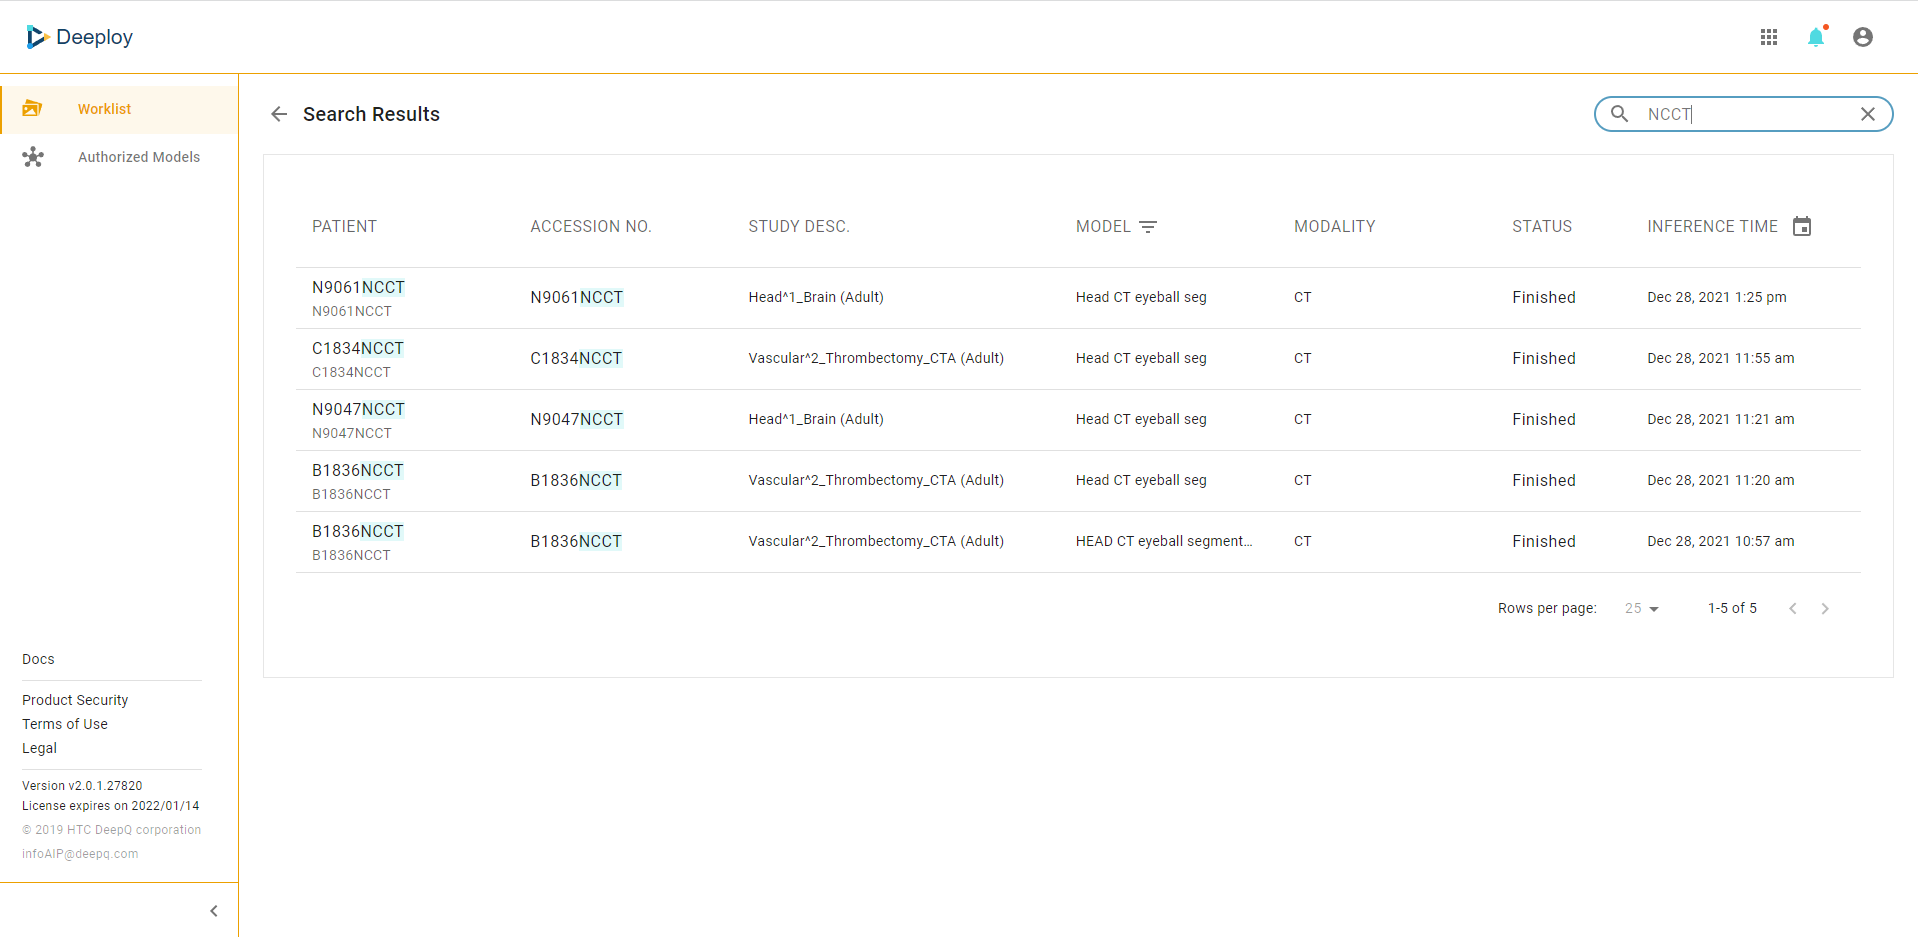 Deeploy
Worklist
Authorized Models
Search Results
NCCT
PATIENT ACCESSION NO. STUDY DESC. MODEL MODALITY STATUS INFERENCE TIME
N9061NCCT
N9061NCCT
N9061NCCT Head^1_Brain (Adult) Head CT eyeball seg CT Finished Dec 28, 2021 1:25 pm
C1834NCCT
C1834NCCT
C1834NCCT Vascular^2_Thrombectomy_CTA (Adult) Head CT eyeball seg CT Finished Dec 28, 2021 11:55 am
N9047NCCT
N9047NCCT
N9047NCCT Head^1_Brain (Adult) Head CT eyeball seg CT Finished Dec 28, 2021 11:21 am
B1836NCCT
B1836NCCT
B1836NCCT Vascular^2_Thrombectomy_CTA (Adult) Head CT eyeball seg CT Finished Dec 28, 2021 11:20 am
B1836NCCT
B1836NCCT
B1836NCCT Vascular^2_Thrombectomy_CTA (Adult) HEAD CT eyeball segment... CT Finished Dec 28, 2021 10:57 am
Rows per page: 25 1-5 of 5
Docs
Product Security
Terms of Use
Legal
Version v2.0.1.27820
License expires on 2022/01/14
© 2019 HTC DeepQ corporation
infoAIP@deepq.com